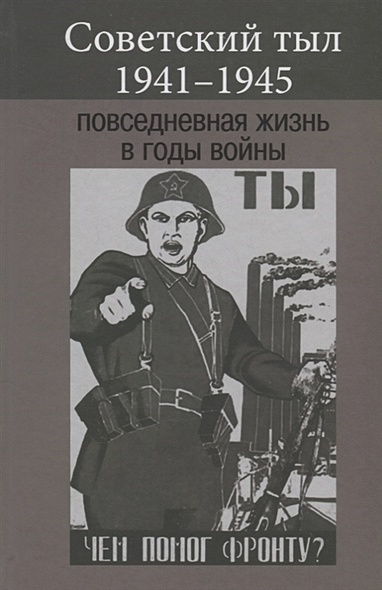 Советский тыл
1941–1945
повседневная жизнь
в годы войны
ТЫ
ЧЕМ ПОМОГ ФРОНТУ?